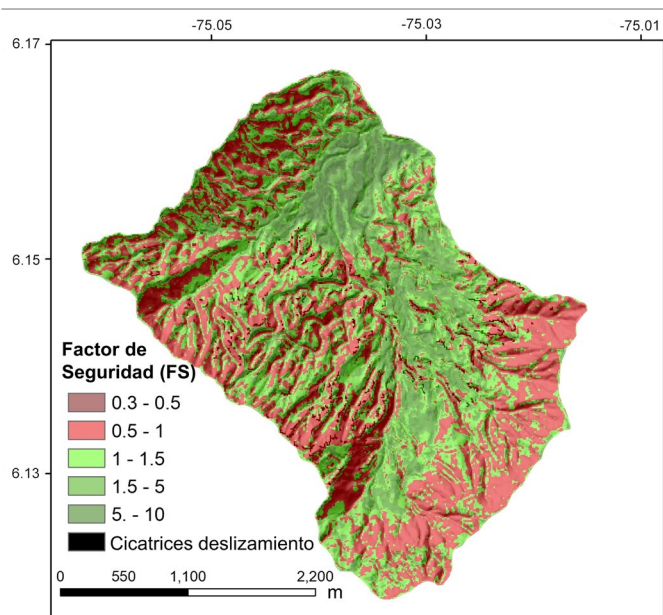 -75.05 -75.03 -75.01
6.17
6.15
6.13
Factor de
Seguridad (FS)
0.3 - 0.5
0.5 - 1
1 - 1.5
1.5 - 5
5. - 10
Cicatrices deslizamiento
0 550 1,100 2,200
m